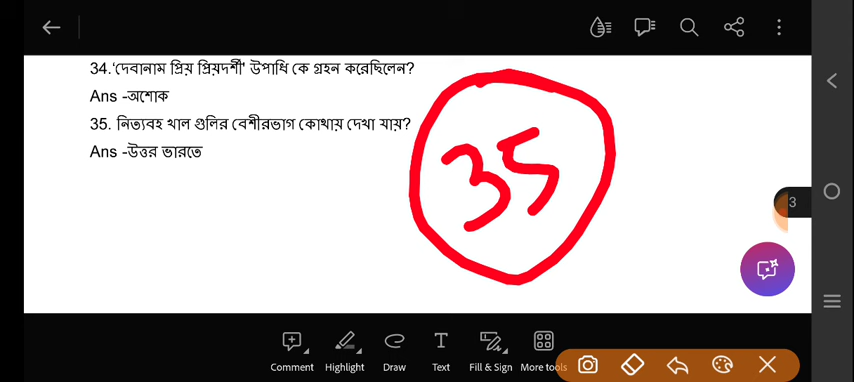 34.'দেবানাম প্রিয় প্রিয়দর্শী' উপাধি কে গ্রহন করেছিলেন?
Ans -অশোক
35. নিত্যবহ খাল গুলির বেশীরভাগ কোথায় দেখা যায়?
Ans -উত্তর ভারতে
35
3
Comment Highlight Draw Text Fill & Sign More tools